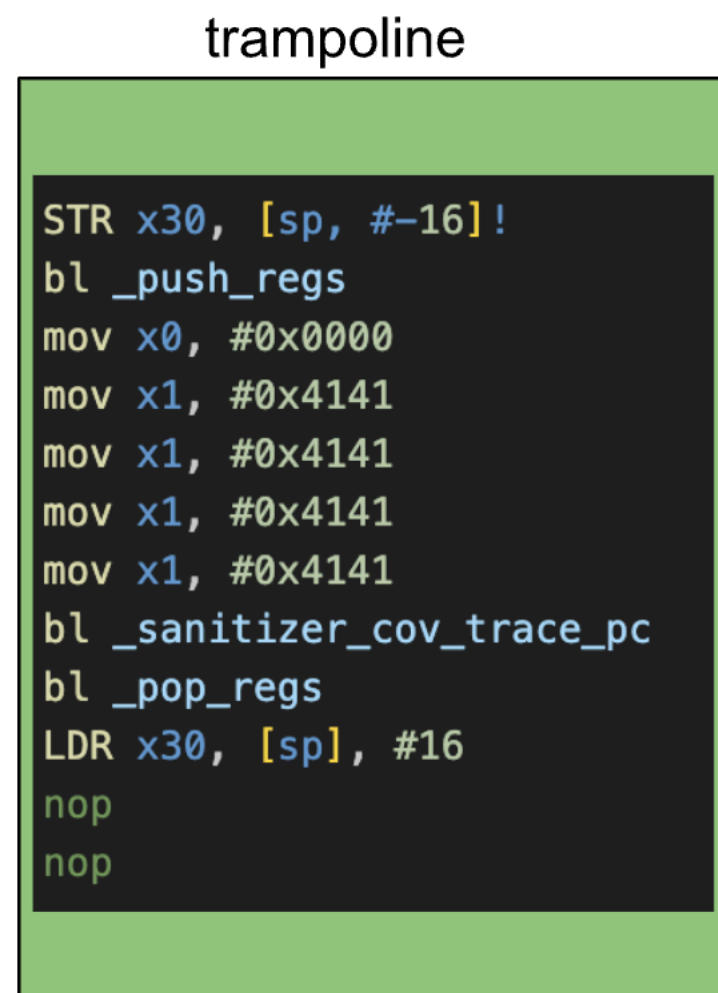 trampoline
STR x30, [sp, #-16]!
bl _push_regs
mov x0, #0x0000
mov x1, #0x4141
mov x1, #0x4141
mov x1, #0x4141
mov x1, #0x4141
bl _sanitizer_cov_trace_pc
bl _pop_regs
LDR x30, [sp], #16
nop
nop